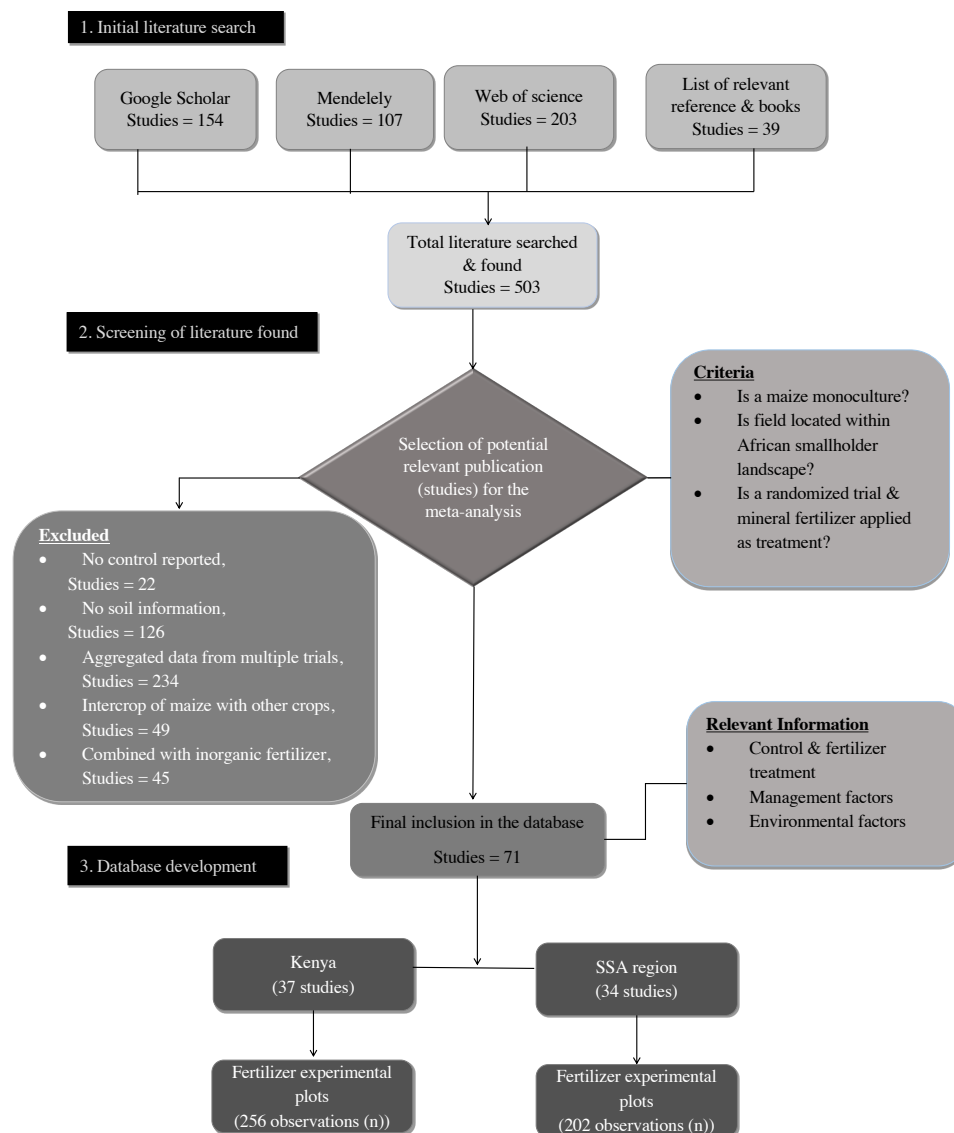 1. Initial literature search
Google Scholar
Studies = 154
Mendelely
Studies = 107
Web of science
Studies = 203
List of relevant
reference & books
Studies = 39
Total literature searched
& found
Studies = 503
2. Screening of literature found
Selection of potential
relevant publication
(studies) for the
meta-analysis
Criteria
• Is a maize monoculture?
• Is field located within
African smallholder
landscape?
• Is a randomized trial &
mineral fertilizer applied
as treatment?
Excluded
• No control reported,
Studies = 22
• No soil information,
Studies = 126
• Aggregated data from multiple trials,
Studies = 234
• Intercrop of maize with other crops,
Studies = 49
• Combined with inorganic fertilizer,
Studies = 45
Relevant Information
• Control & fertilizer
treatment
• Management factors
• Environmental factors
Final inclusion in the database
Studies = 71
3. Database development
Kenya
(37 studies)
SSA region
(34 studies)
Fertilizer experimental
plots
(256 observations (n))
Fertilizer experimental
plots
(202 observations (n))